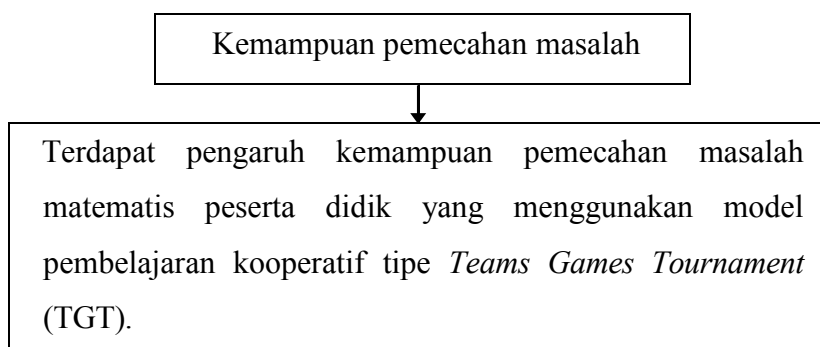 Kemampuan pemecahan masalah
Terdapat pengaruh kemampuan pemecahan masalah
matematis peserta didik yang menggunakan model
pembelajaran kooperatif tipe Teams Games Tournament
(TGT).